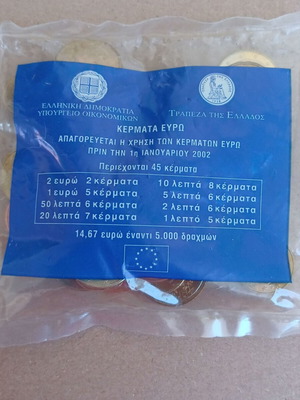 ΕΛΛΗΝΙΚΗ ΔΗΜΟΚΡΑΤΙΑ
ΥΠΟΥΡΓΕΙΟ ΟΙΚΟΝΟΜΙΚΩΝ
ΤΡΑΠΕΖΑ ΤΗΣ ΕΛΛΑΔΟΣ
ΚΕΡΜΑΤΑ ΕΥΡΩ
ΑΠΑΓΟΡΕΥΕΤΑΙ Η ΧΡΗΣΗ ΤΩΝ ΚΕΡΜΑΤΩΝ ΕΥΡΩ
ΠΡΙΝ ΤΗΝ 1η ΙΑΝΟΥΑΡΙΟΥ 2002
Περιέχονται 45 κέρματα
2 ευρώ 2 κέρματα 10 λεπτά 8 κέρματα
1 ευρώ 5 κέρματα 5 λεπτά 6 κέρματα
50 λεπτά 6 κέρματα 2 λεπτά 6 κέρματα
20 λεπτά 7 κέρματα 1 λεπτό 5 κέρματα
14,67 ευρώ έναντι 5.000 δραχμών